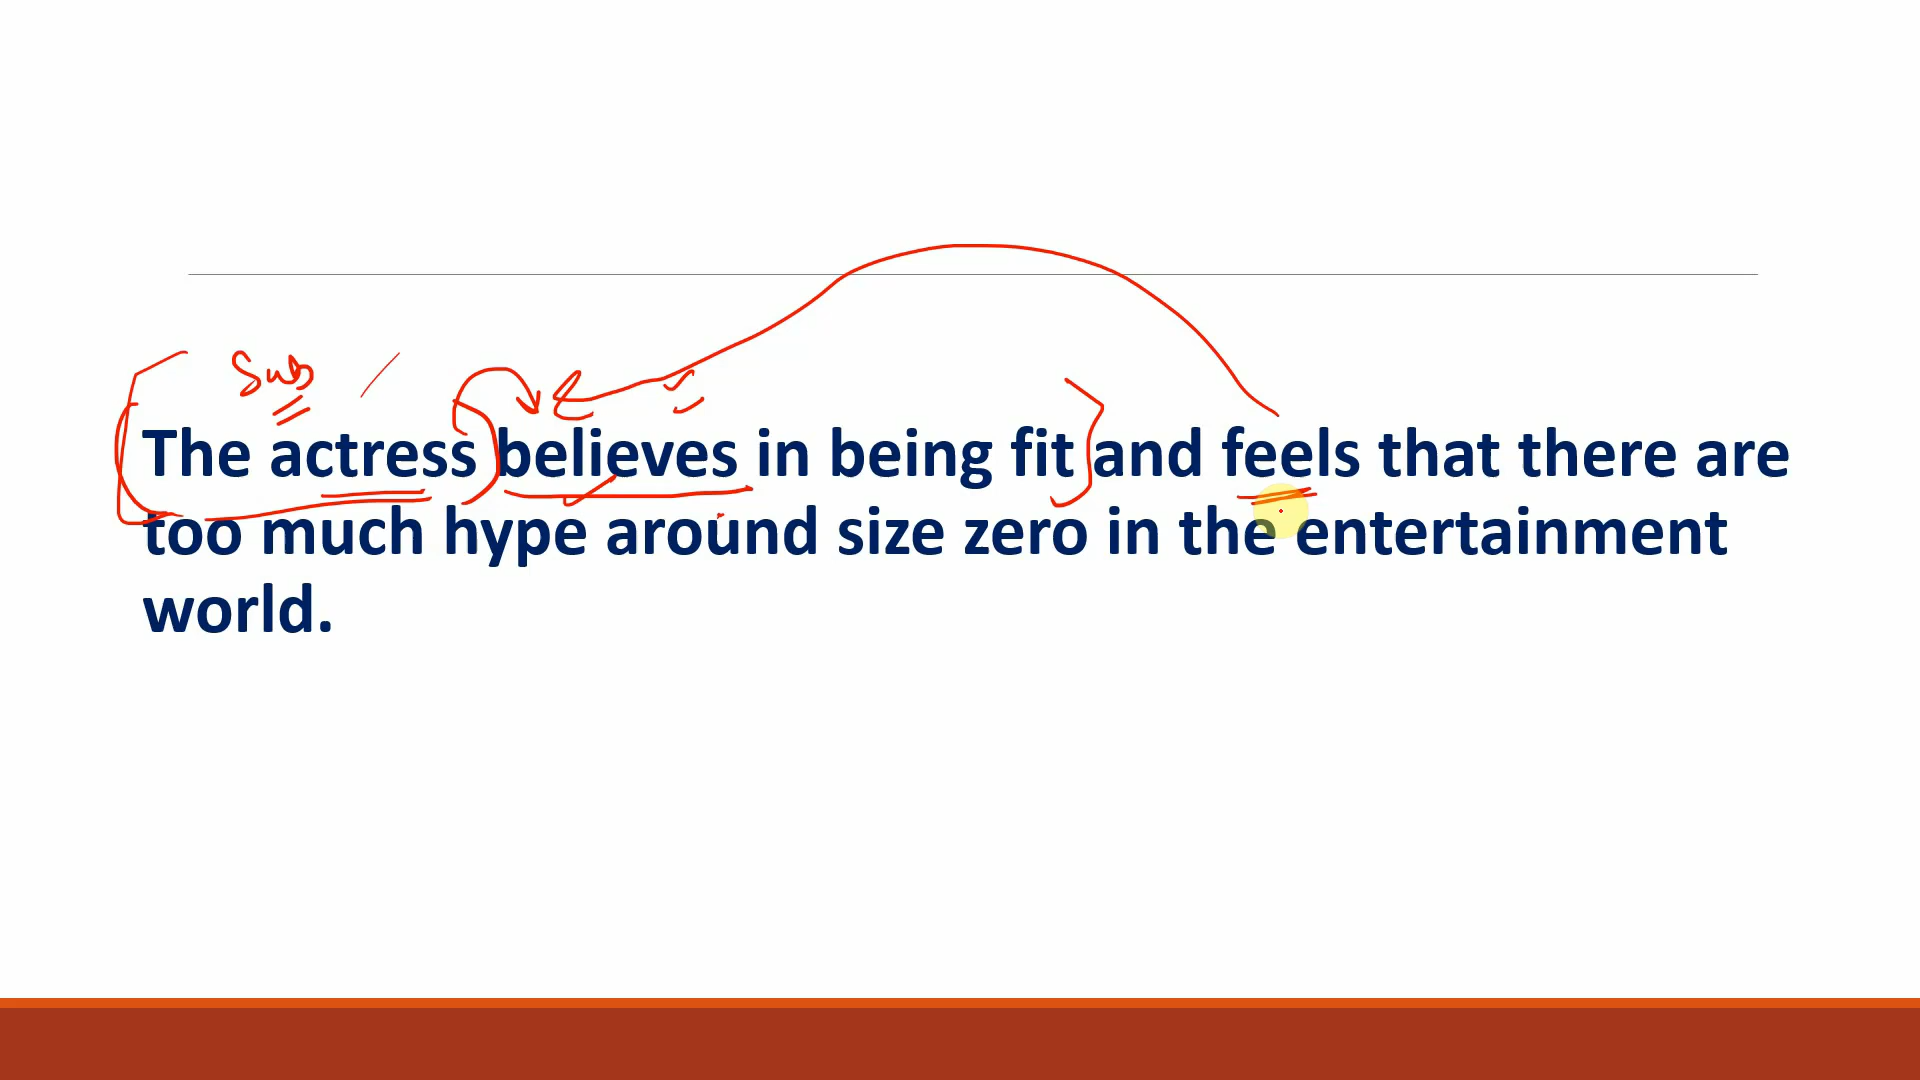 Sub
The actress believes in being fit and feels that there are
too much hype around size zero in the entertainment
world.